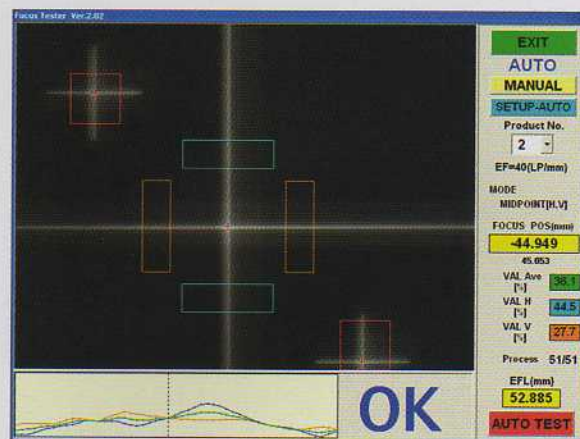 Focus Tester Ver.2.02
EXIT
AUTO
MANUAL
SETUP-AUTO
Product No.
2
EF=40(LP/mm)
MODE
MIDPOINT[H,V]
FOCUS POS(mm)
-44.949
45.053
VAL Ave
[%]
36.1
VAL H
[%]
44.5
VAL V
[%]
27.7
Process 51/51
EFL(mm)
52.885
AUTO TEST
OK